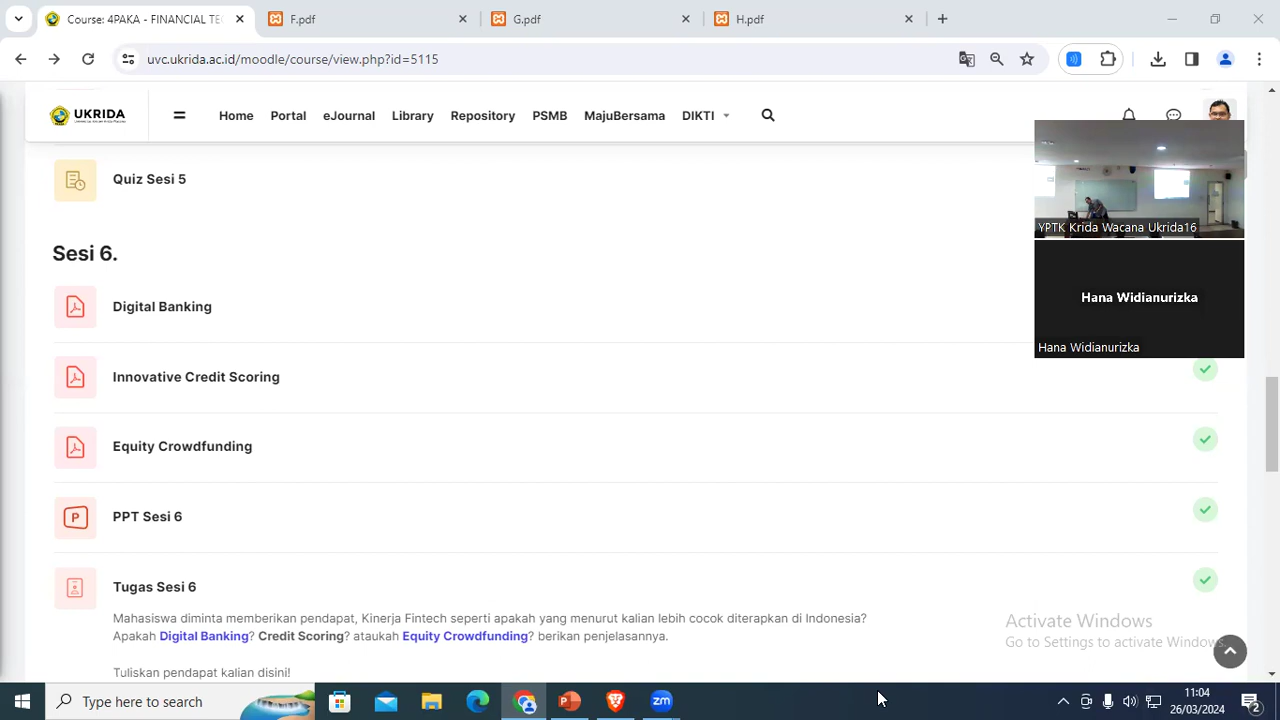 Course: 4PAKA - FINANCIAL TE
F.pdf
G.pdf
H.pdf
uvc.ukrida.ac.id/moodle/course/view.php?id=5115
UKRIDA
Home
Portal
eJournal
Library
Repository
PSMB
MajuBersama
DIKTI
Quiz Sesi 5
YPTK Krida Wacana Ukrida16
Sesi 6.
Hana Widianurizka
Hana Widianurizka
Digital Banking
Innovative Credit Scoring
Equity Crowdfunding
P
PPT Sesi 6
Tugas Sesi 6
Mahasiswa diminta memberikan pendapat, Kinerja Fintech seperti apakah yang menurut kalian lebih cocok diterapkan di Indonesia?
Apakah Digital Banking? Credit Scoring? ataukah Equity Crowdfunding? berikan penjelasannya.
Tuliskan pendapat kalian disini!
Activate Windows
Go to Settings to activate Windows.
Type here to search
zm
11:04
26/03/2024
2